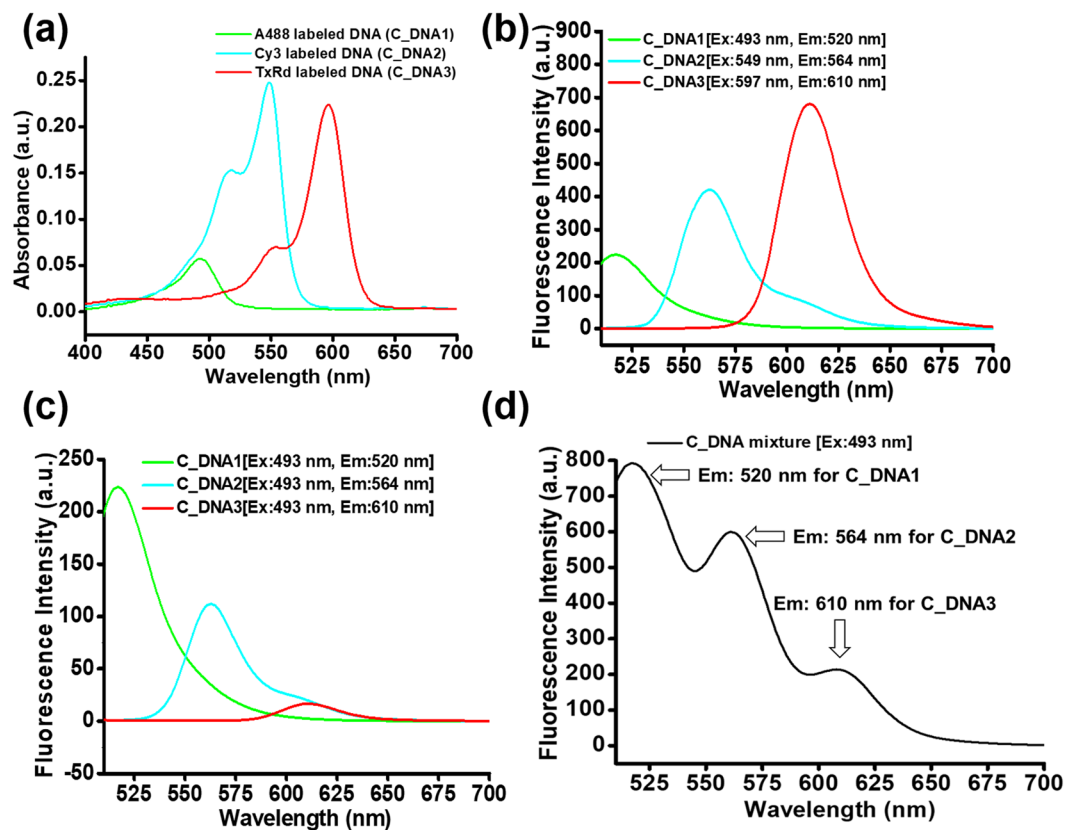 (a)
A488 labeled DNA (C_DNA1)
Cy3 labeled DNA (C_DNA2)
TxRd labeled DNA (C_DNA3)
Absorbance (a.u.)
0.25
0.20
0.15
0.10
0.05
0.00
400 450 500 550 600 650 700
Wavelength (nm)
(b)
C_DNA1[Ex:493 nm, Em:520 nm]
C_DNA2[Ex:549 nm, Em:564 nm]
C_DNA3[Ex:597 nm, Em:610 nm]
Fluorescence Intensity (a.u.)
900
800
700
600
500
400
300
200
100
0
525 550 575 600 625 650 675 700
Wavelength (nm)
(c)
C_DNA1[Ex:493 nm, Em:520 nm]
C_DNA2[Ex:493 nm, Em:564 nm]
C_DNA3[Ex:493 nm, Em:610 nm]
Fluorescence Intensity (a.u.)
250
200
150
100
50
0
-50
525 550 575 600 625 650 675 700
Wavelength (nm)
(d)
C_DNA mixture [Ex:493 nm]
Em: 520 nm for C_DNA1
Em: 564 nm for C_DNA2
Em: 610 nm for C_DNA3
Fluorescence Intensity (a.u.)
800
700
600
500
400
300
200
100
0
525 550 575 600 625 650 675 700
Wavelength (nm)